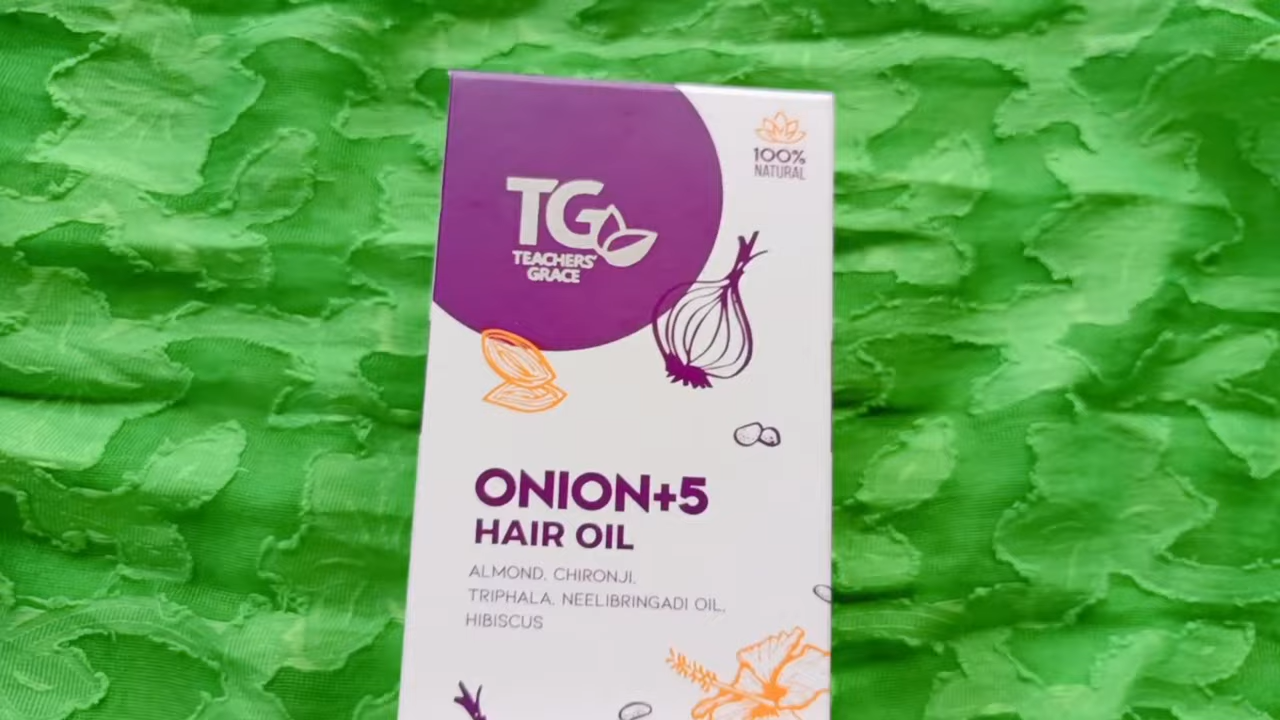 TG
TEACHERS'
GRACE
100%
NATURAL
ONION+5
HAIR OIL
ALMOND, CHIRONJI,
TRIPHALA, NEELIBRINGADI OIL,
HIBISCUS